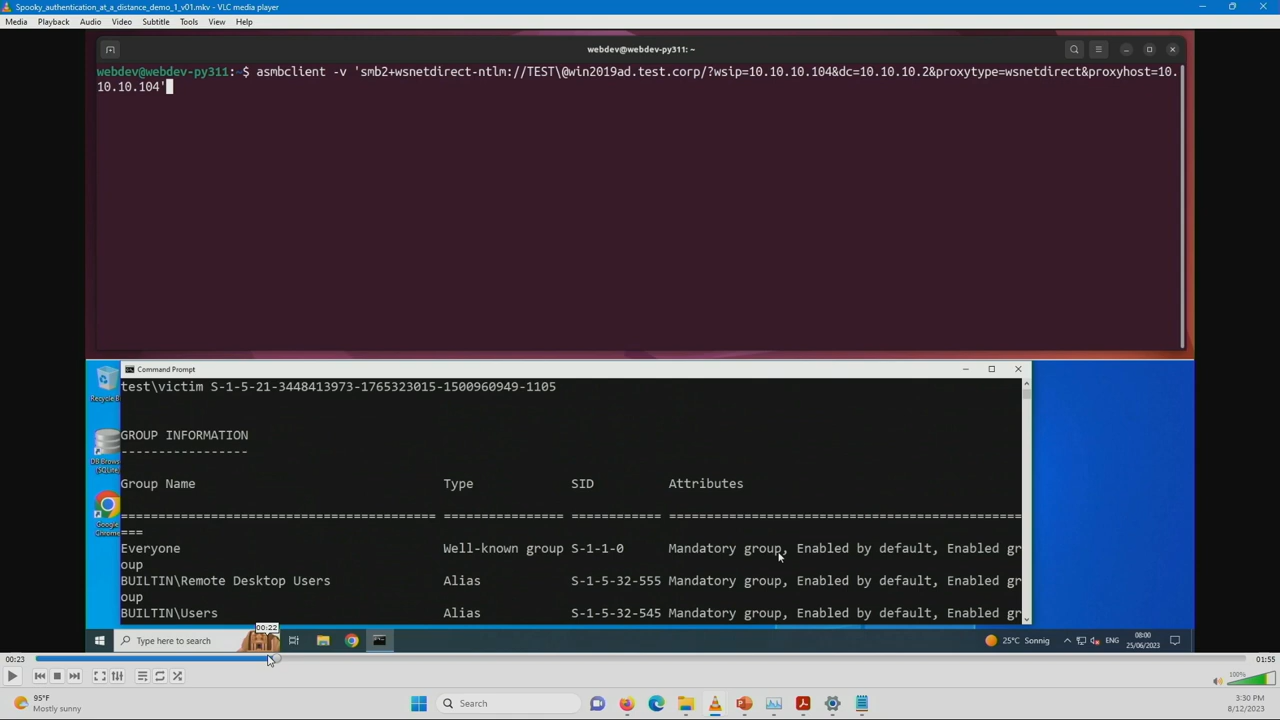 Spooky_authentication_at_a_distance_demo_1_v01.mkv - VLC media player
Media Playback Audio Video Subtitle Tools View Help
webdev@webdev-py311: ~
webdev@webdev-py311:~$ asmbclient -v 'smb2+wsnetdirect-ntlm://TEST\@win2019ad.test.corp/?wsip=10.10.10.104&dc=10.10.10.2&proxytype=wsnetdirect&proxyhost=10.
10.10.104'
Command Prompt
test\victim S-1-5-21-3448413973-1765323015-1500960949-1105
Recycle B
GROUP INFORMATION
-----------------
DB Brows
(SQLite)
Group Name Type SID Attributes
========================================== ================ ============ ==================================================
===
Google
Chrome
Everyone Well-known group S-1-1-0 Mandatory group, Enabled by default, Enabled gr
oup
BUILTIN\Remote Desktop Users Alias S-1-5-32-555 Mandatory group, Enabled by default, Enabled gr
oup
BUILTIN\Users Alias S-1-5-32-545 Mandatory group, Enabled by default, Enabled gr
00:22
Type here to search
25°C Sonnig
ENG
08:00
25/06/2023
00:23
01:55
100%
95°F
Mostly sunny
Search
3:30 PM
8/12/2023